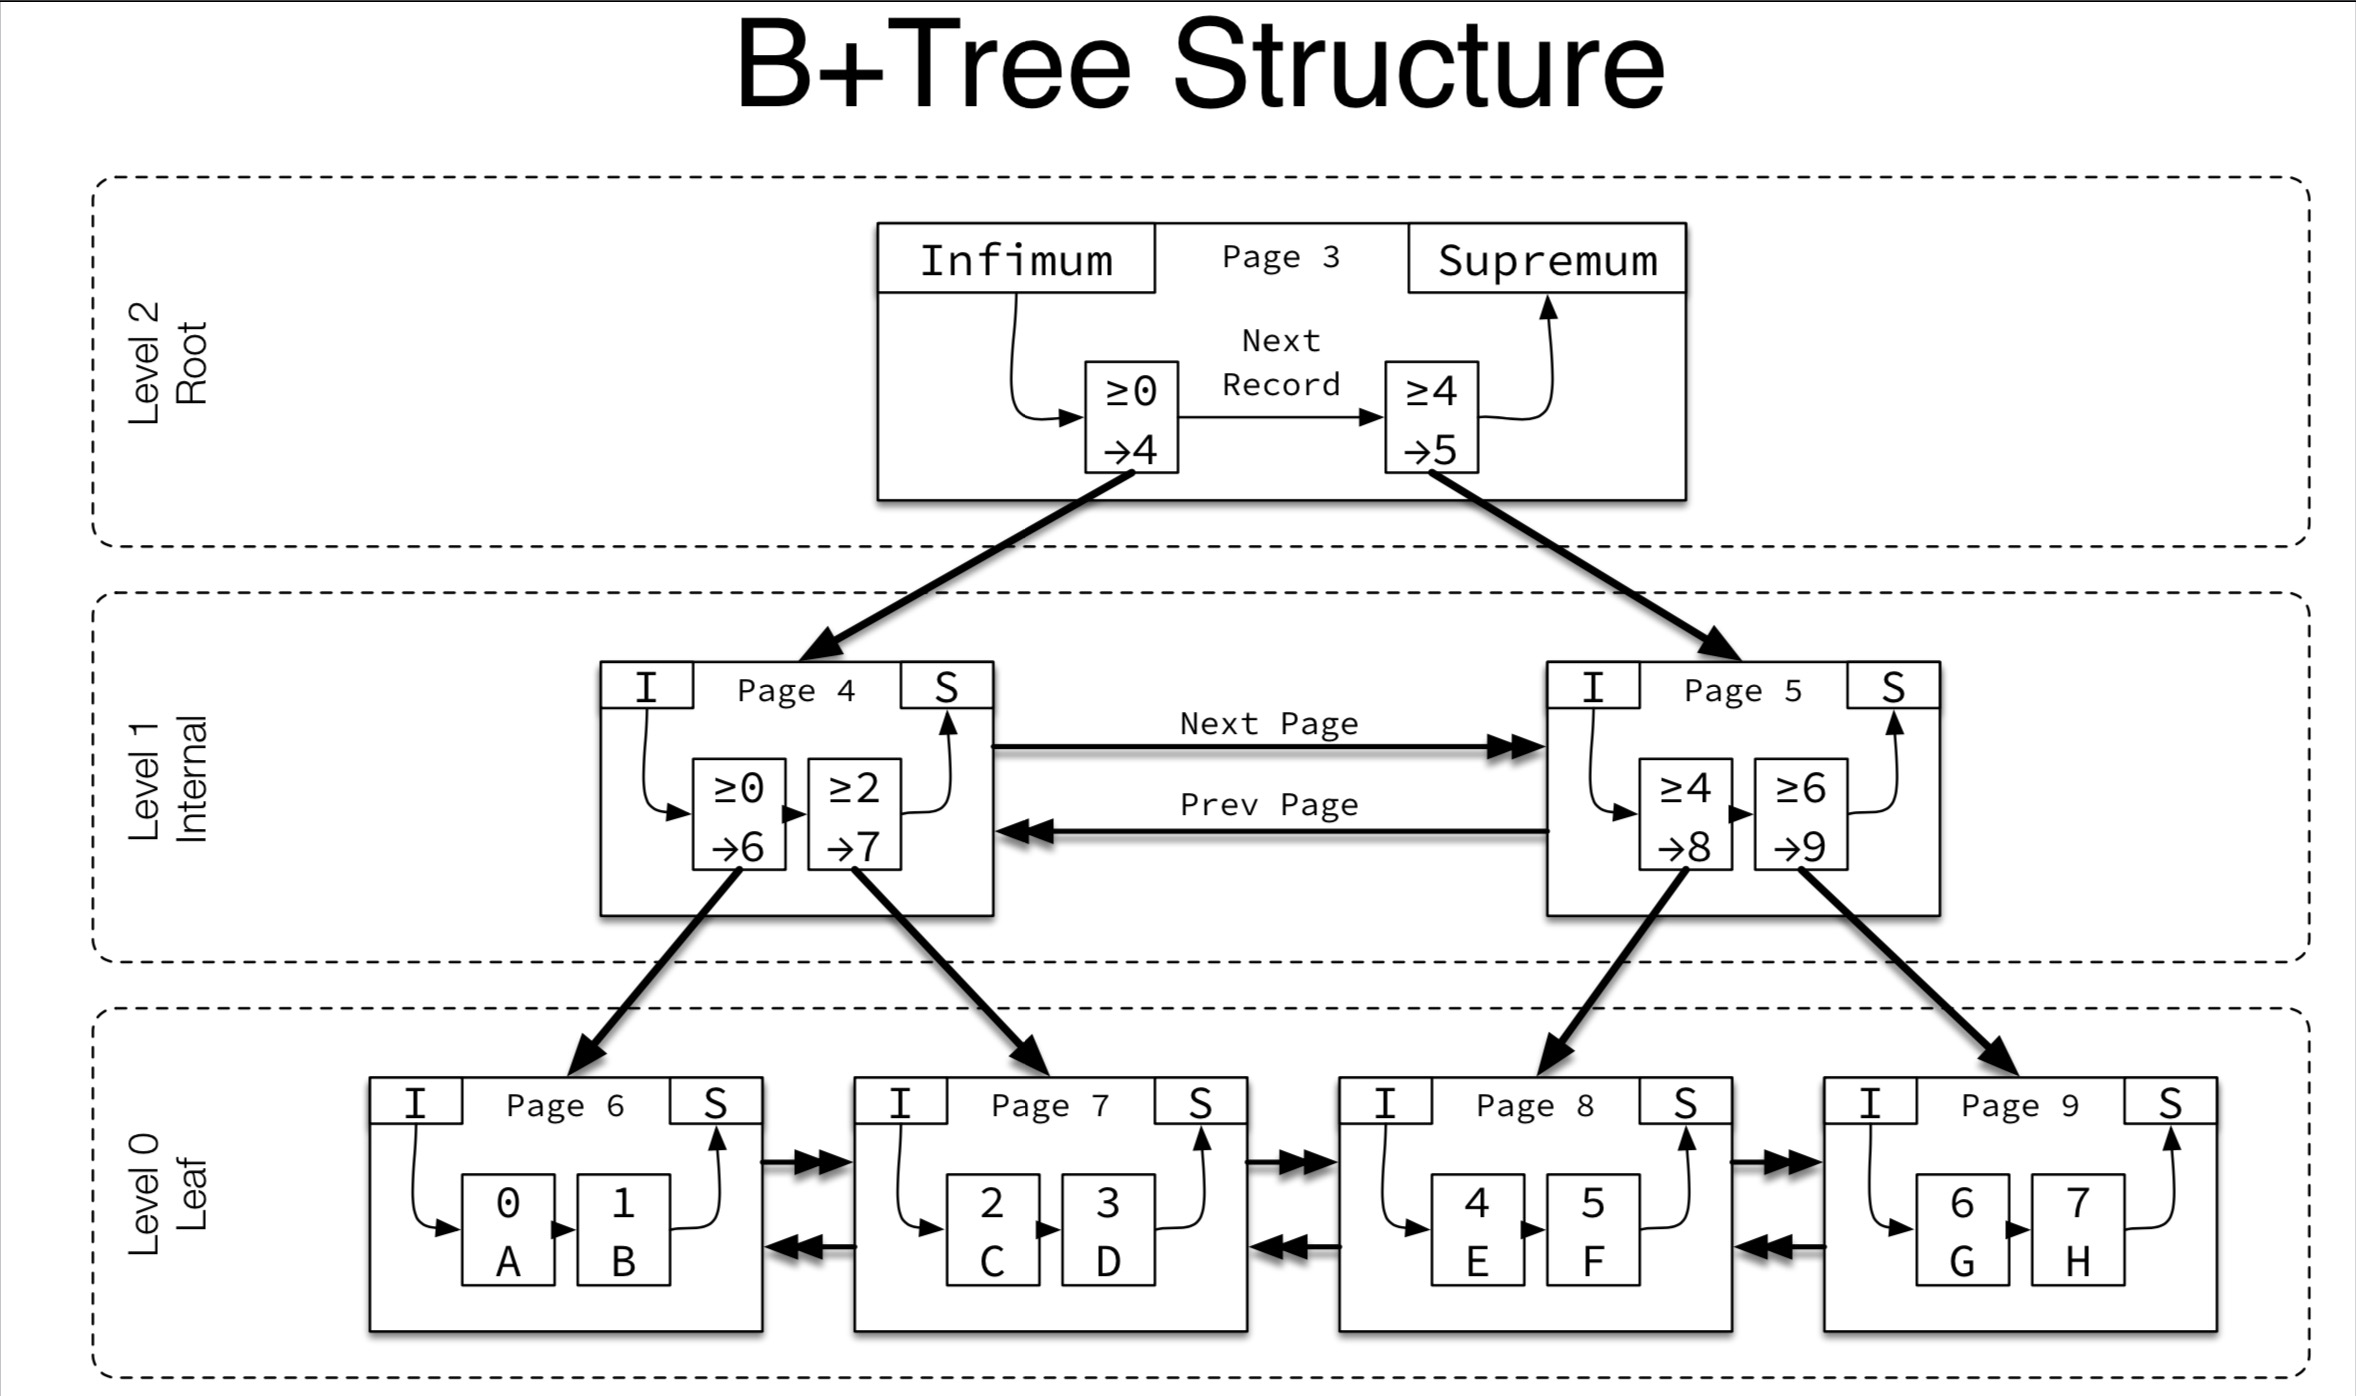 B+Tree Structure
Level 2
Root
Infimum
Page 3
Supremum
Next
Record
≥0
→4
≥4
→5
Level 1
Internal
I
Page 4
S
≥0
→6
≥2
→7
Next Page
Prev Page
I
Page 5
S
≥4
→8
≥6
→9
Level 0
Leaf
I
Page 6
S
0
A
1
B
I
Page 7
S
2
C
3
D
I
Page 8
S
4
E
5
F
I
Page 9
S
6
G
7
H